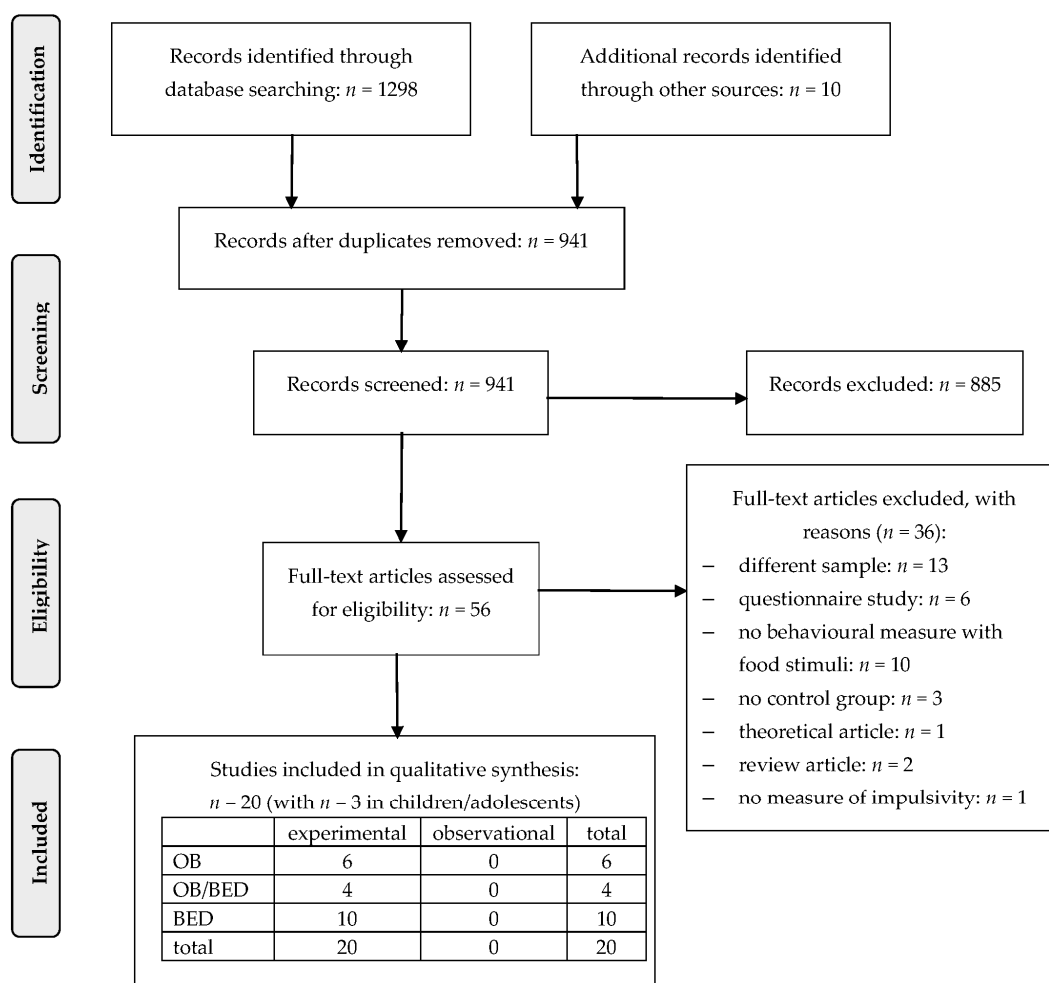 Identification
Records identified through
database searching: n = 1298
Additional records identified
through other sources: n = 10
Records after duplicates removed: n = 941
Screening
Records screened: n = 941
Records excluded: n = 885
Eligibility
Full-text articles assessed
for eligibility: n = 56
Full-text articles excluded, with
reasons (n = 36):
– different sample: n = 13
– questionnaire study: n = 6
– no behavioural measure with
food stimuli: n = 10
– no control group: n = 3
– theoretical article: n = 1
– review article: n = 2
– no measure of impulsivity: n = 1
Included
Studies included in qualitative synthesis:
n – 20 (with n – 3 in children/adolescents)
experimental observational total
OB 6 0 6
OB/BED 4 0 4
BED 10 0 10
total 20 0 20